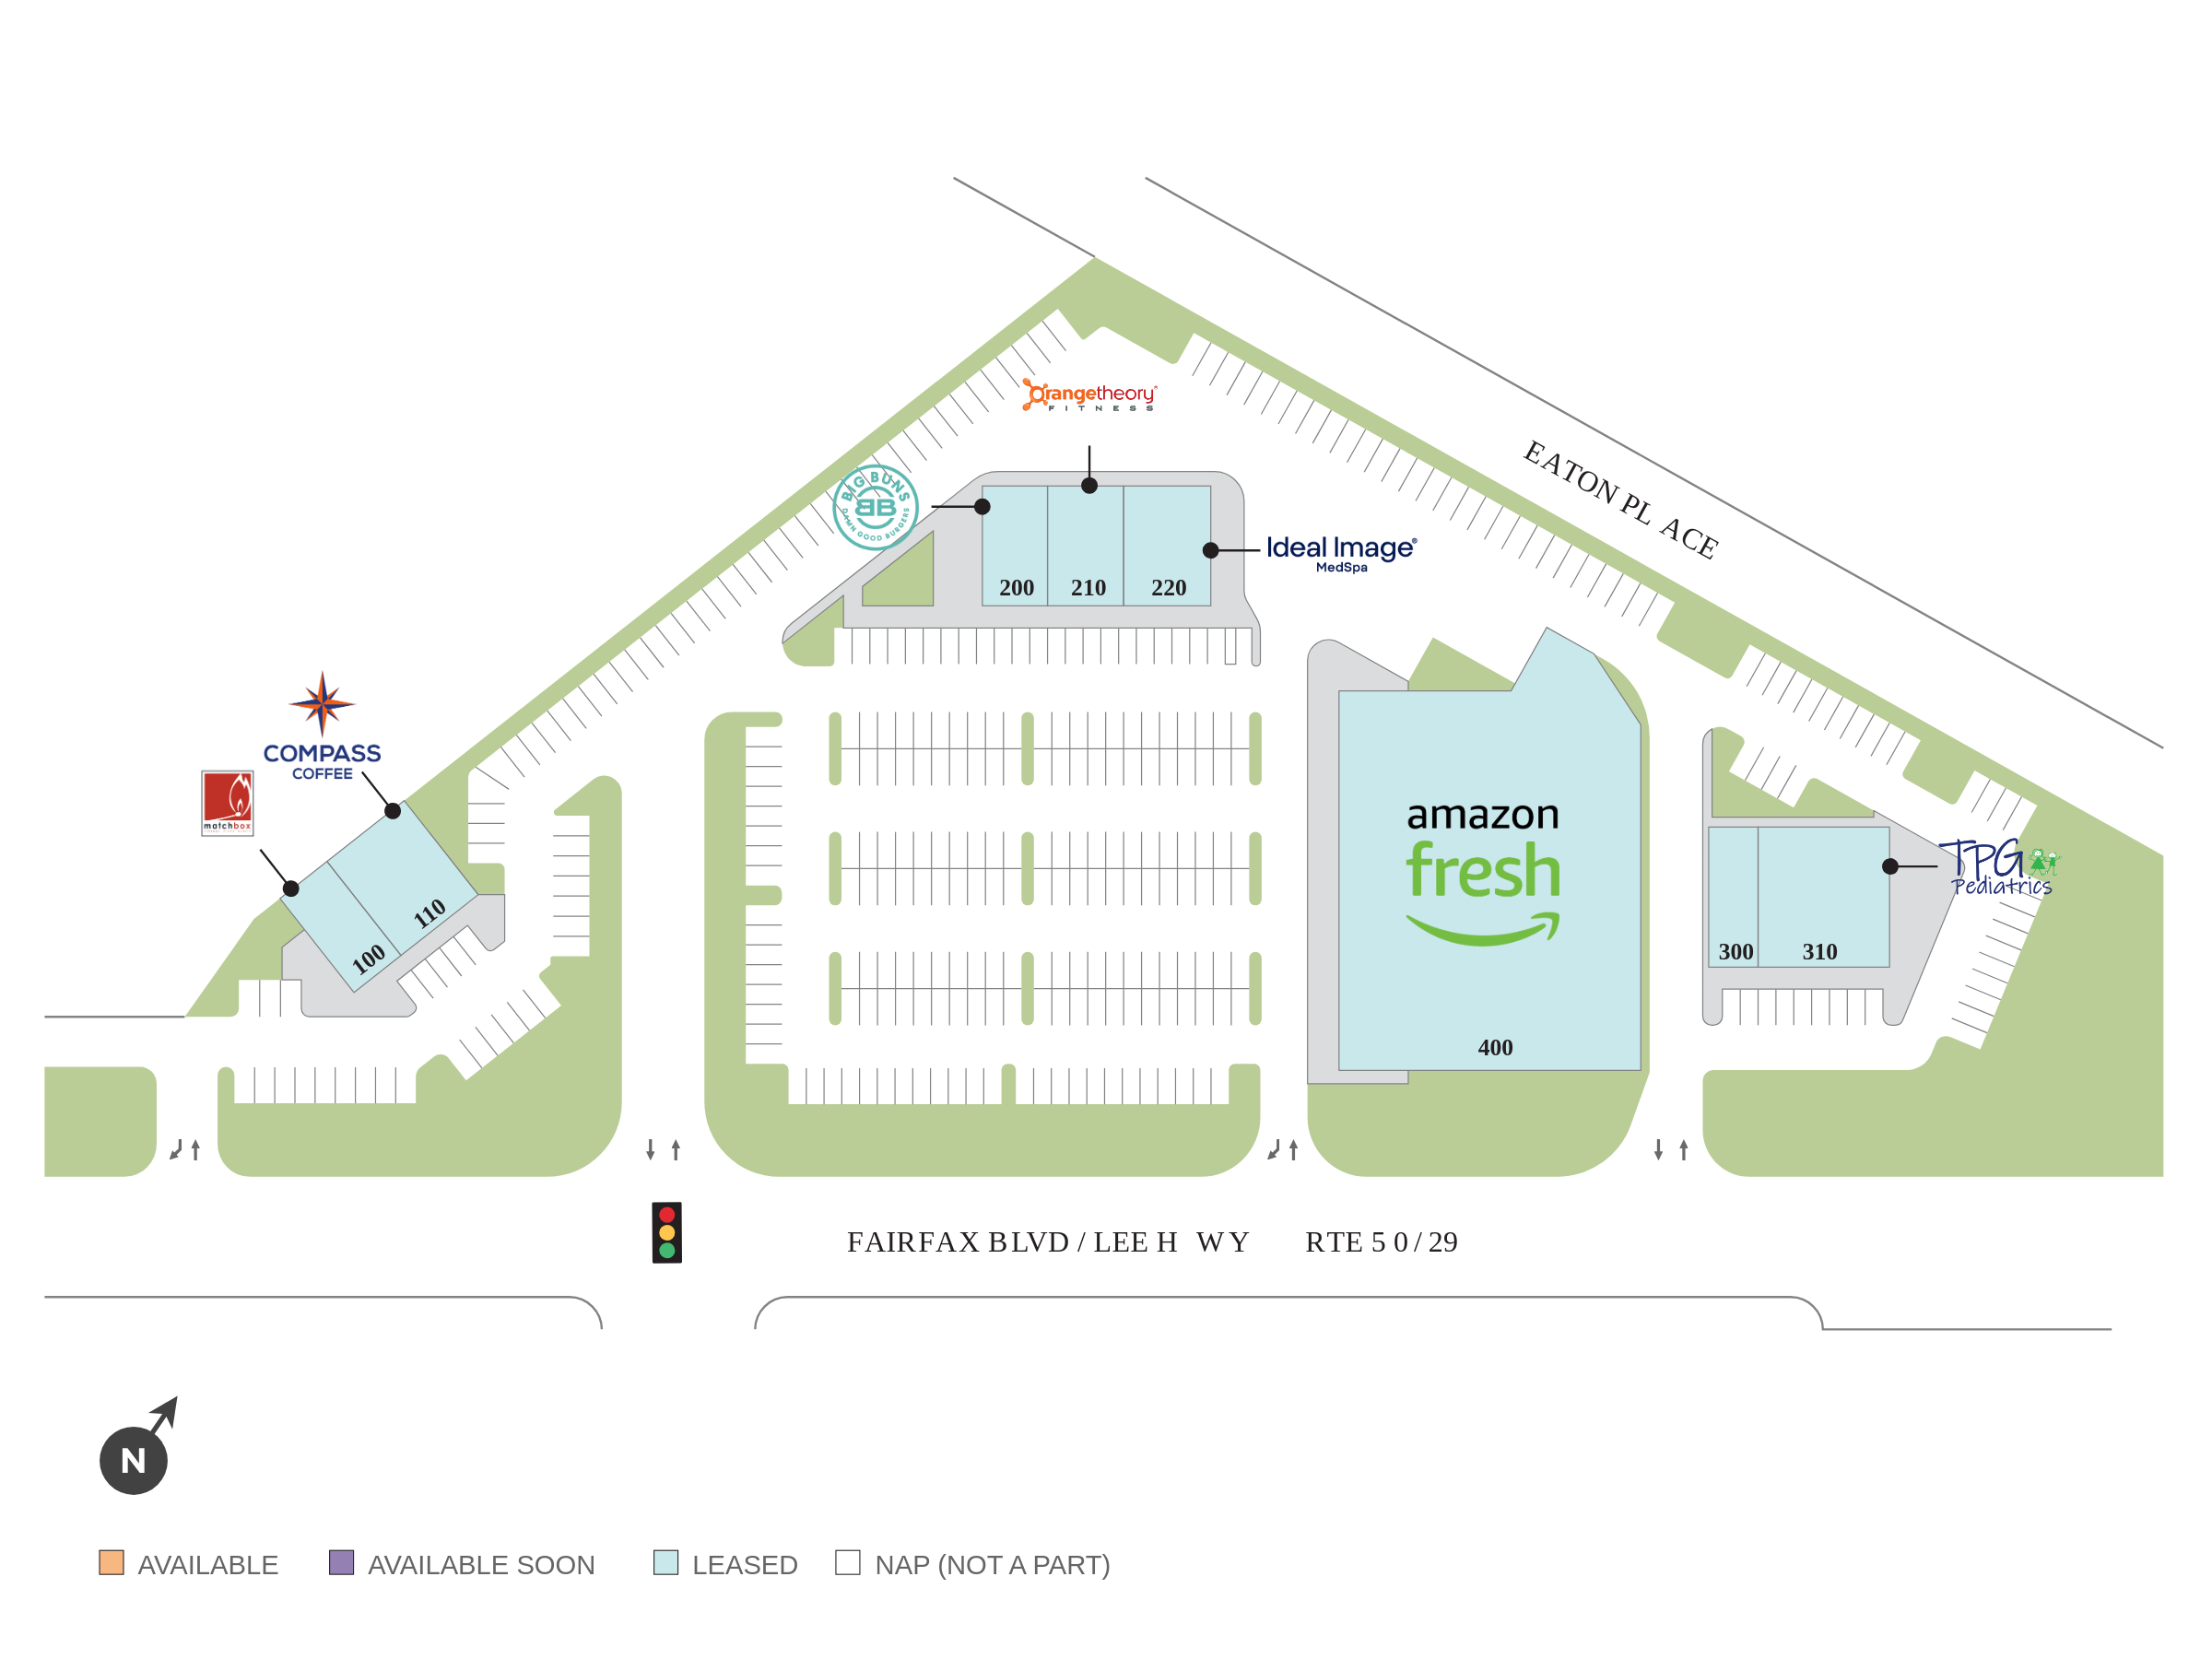 rangetheory
FITNESS
EATON PL ACE
BIG BUNS
BB
DAMN GOOD BURGERS
Ideal Image®
MedSpa
200
210
220
COMPASS
COFFEE
matchbox
amazon
fresh
TPG
Pediatrics
110
100
300
310
400
FAIRFAX BLVD / LEE H WY RTE 5 0 / 29
N
AVAILABLE
AVAILABLE SOON
LEASED
NAP (NOT A PART)